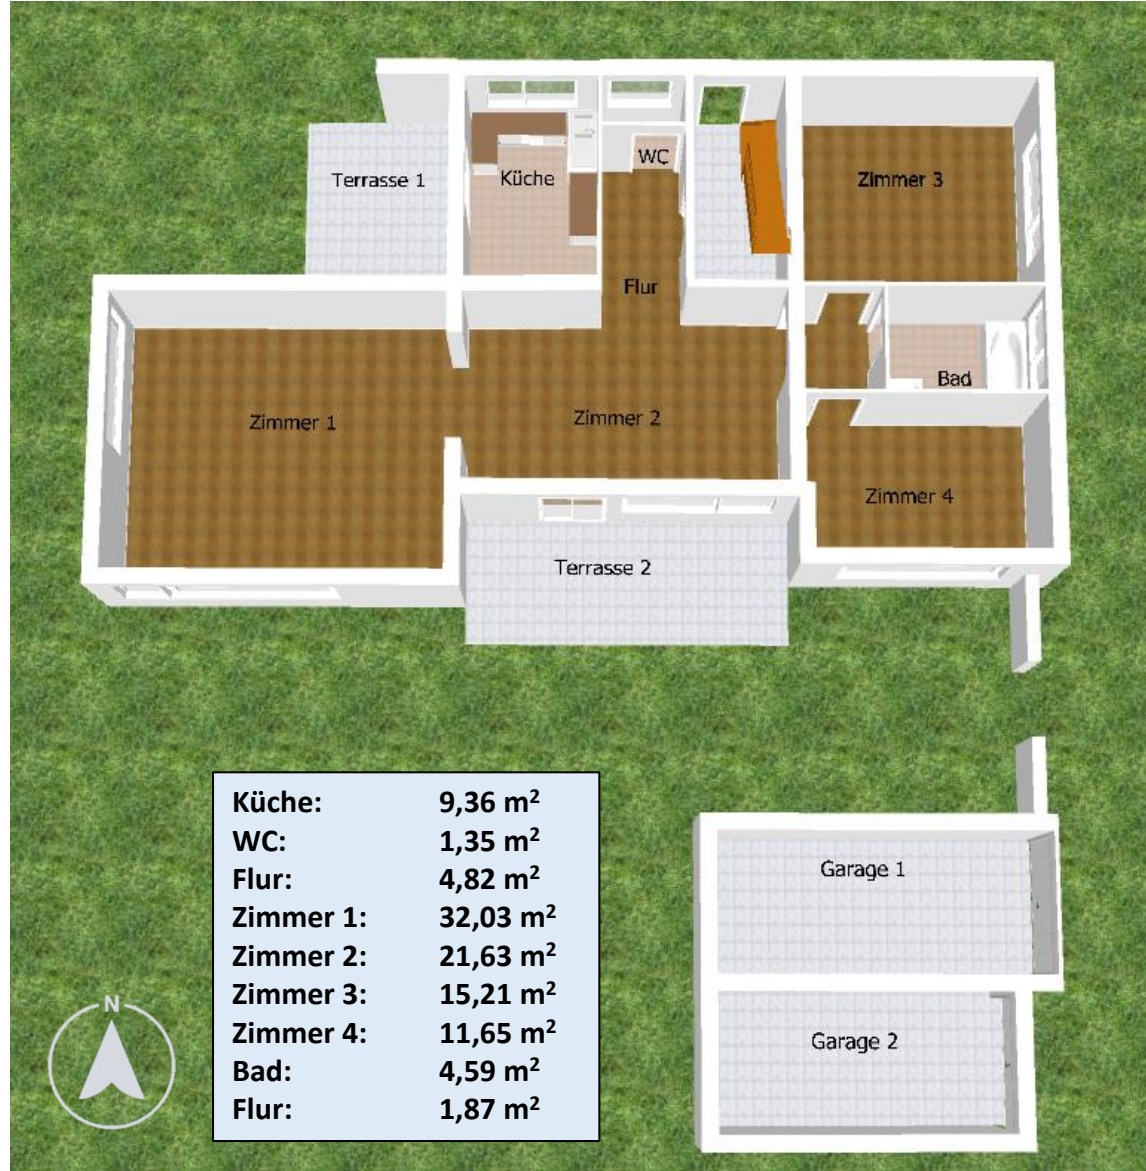 Terrasse 1
Küche
WC
Zimmer 3
Flur
Bad
Zimmer 1
Zimmer 2
Zimmer 4
Terrasse 2
Küche: 9,36 m²
WC: 1,35 m²
Flur: 4,82 m²
Zimmer 1: 32,03 m²
Zimmer 2: 21,63 m²
Zimmer 3: 15,21 m²
Zimmer 4: 11,65 m²
Bad: 4,59 m²
Flur: 1,87 m²
Garage 1
Garage 2
N